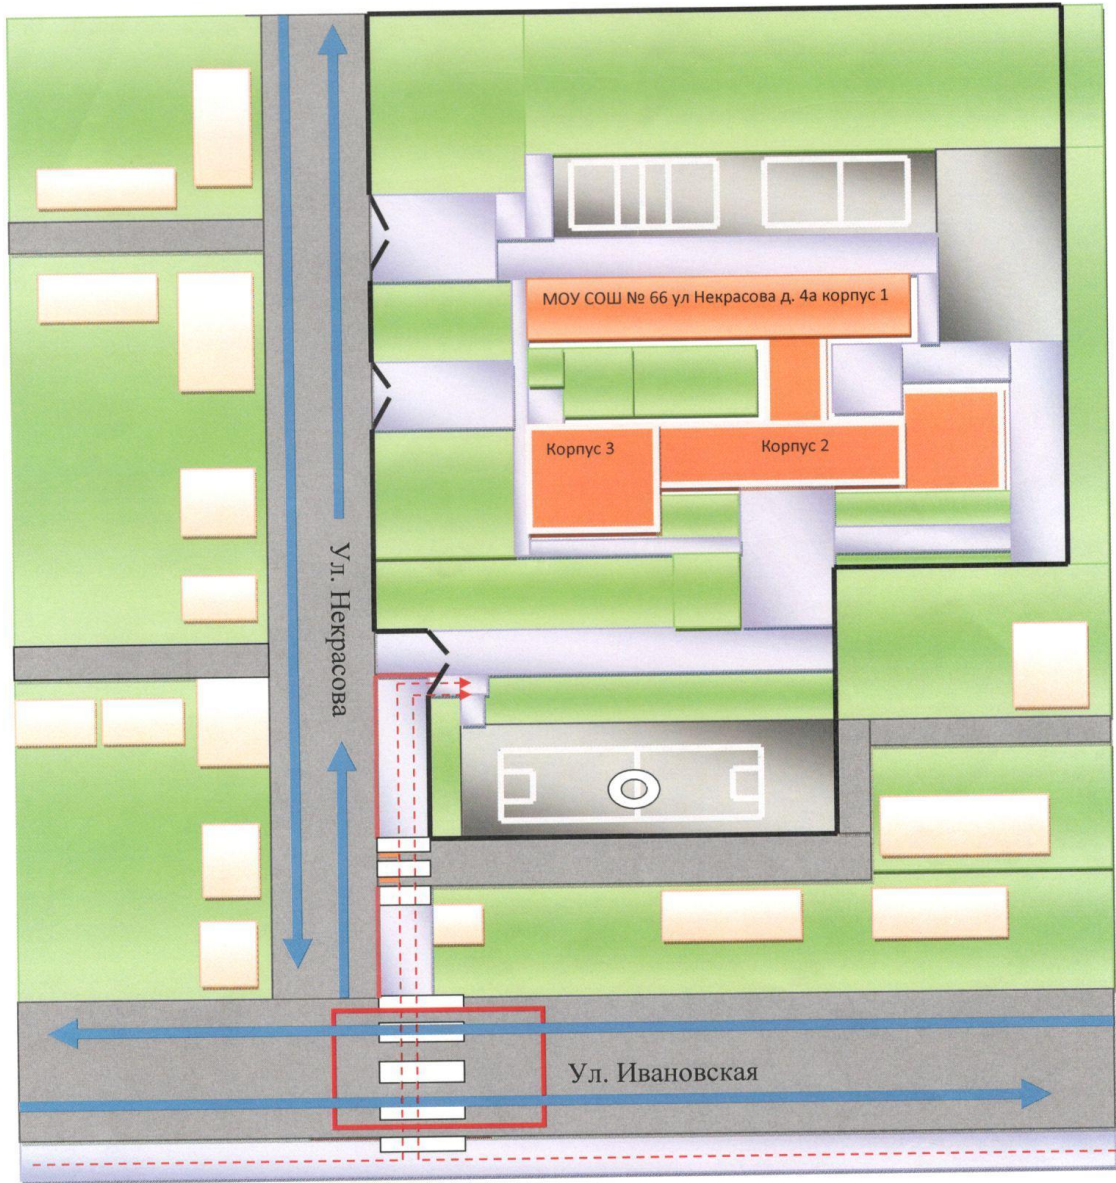 МОУ СОШ № 66 ул Некрасова д. 4а корпус 1
Корпус 3
Корпус 2
Ул. Некрасова
Ул. Ивановская